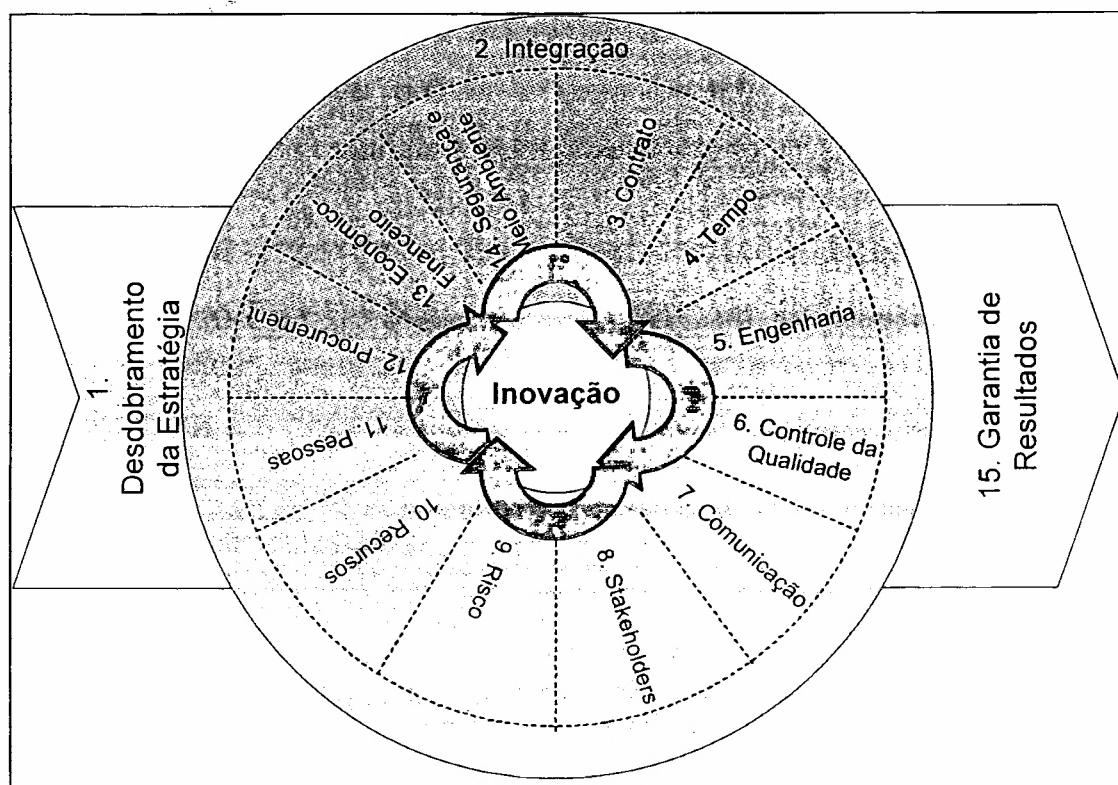 2. Integração
3. Contrato
4. Tempo
5. Engenharia
6. Controle da
Qualidade
7. Comunicação
8. Stakeholders
9. Risco
10. Recursos
11. Pessoas
12. Procurement
13. Econômico-
Financeiro
14. Segurança e
Meio Ambiente
Inovação
1.
Desdobramento
da Estratégia
15. Garantia de
Resultados